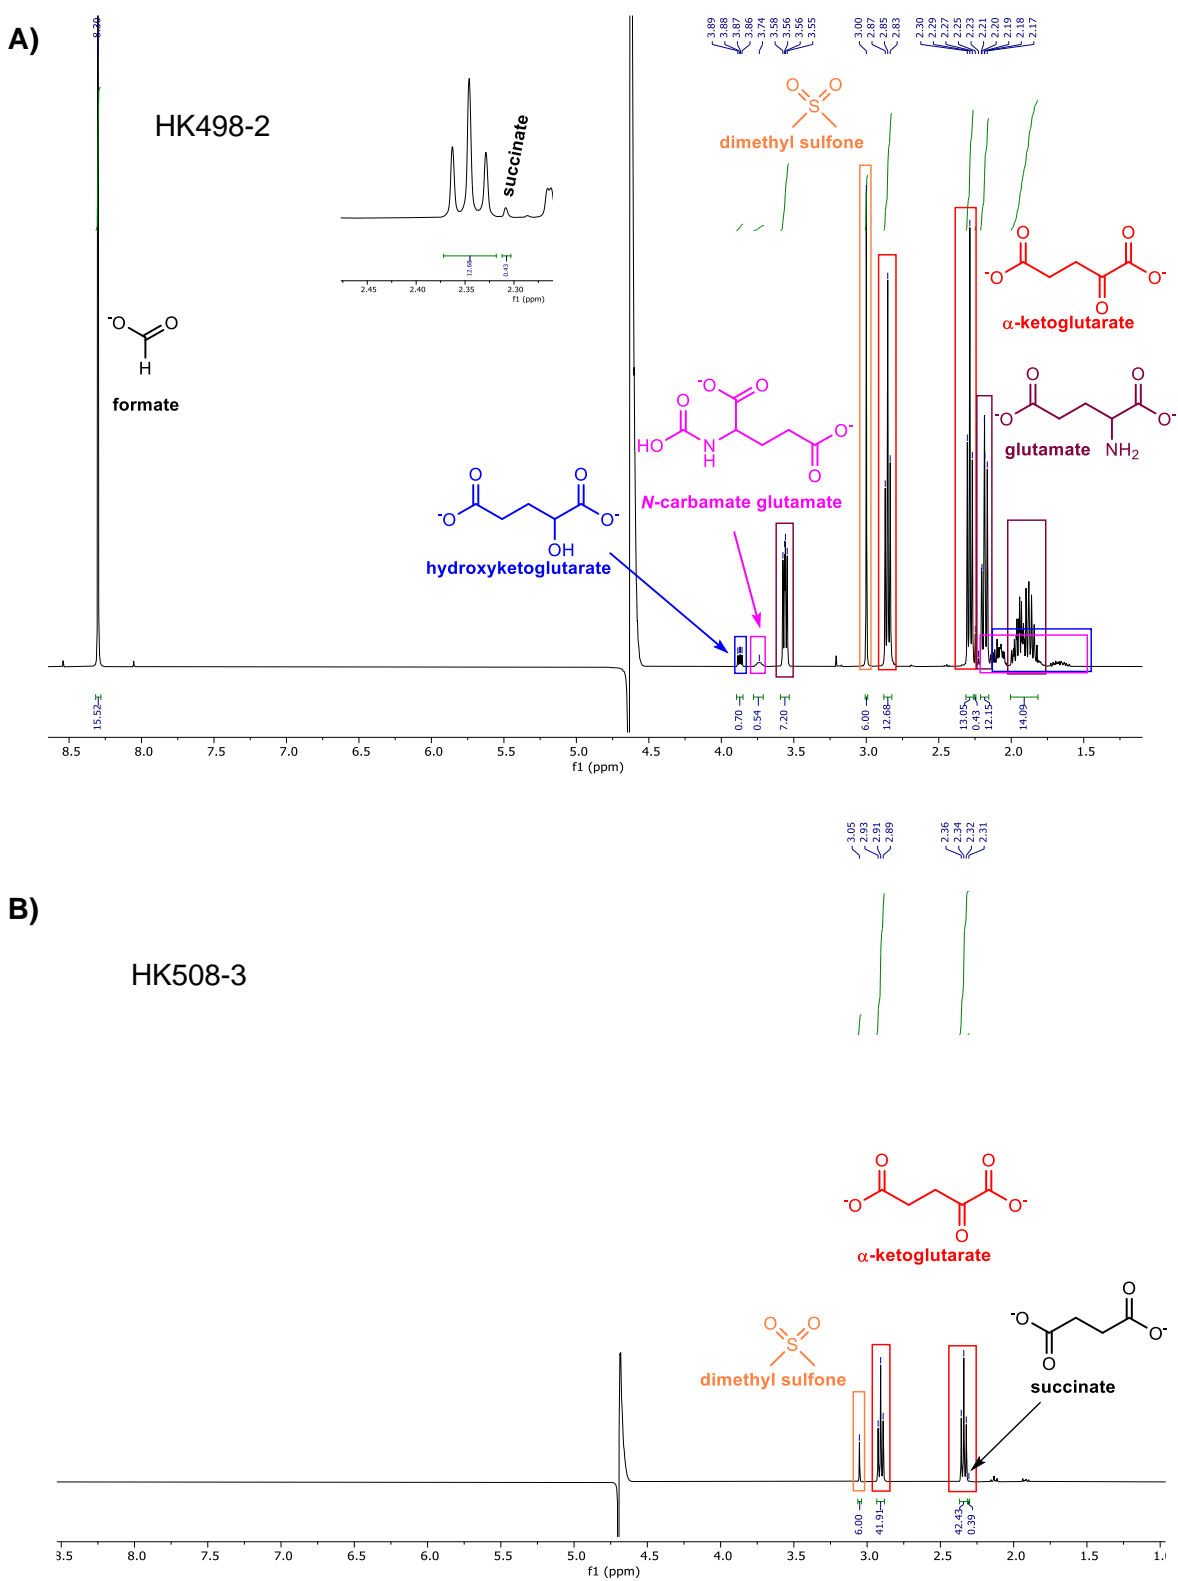 A)
8.30
3.89
3.88
3.87
3.86
3.74
3.58
3.56
3.56
3.55
3.00
2.87
2.85
2.83
2.30
2.29
2.27
2.25
2.23
2.21
2.20
2.19
2.18
2.17
HK498-2
succinate
12.65
0.43
2.45 2.40 2.35 2.30
f1 (ppm)
O O
S
dimethyl sulfone
O O
-O O-
O
α-ketoglutarate
-O O
H
formate
-O O
O
HO N
H
O-
O
N-carbamate glutamate
O O
-O O-
NH2
glutamate
O O
-O O-
OH
hydroxyketoglutarate
15.52
0.70
0.54
7.20
6.00
12.68
13.05
0.43
12.15
14.09
8.5 8.0 7.5 7.0 6.5 6.0 5.5 5.0 4.5 4.0 3.5 3.0 2.5 2.0 1.5
f1 (ppm)
3.05
2.93
2.91
2.89
2.36
2.34
2.32
2.31
B)
HK508-3
O O
-O O-
O
α-ketoglutarate
O O
S
dimethyl sulfone
O
-O O-
O
succinate
6.00
41.91
42.43
0.39
8.0 7.5 7.0 6.5 6.0 5.5 5.0 4.5 4.0 3.5 3.0 2.5 2.0 1.5
f1 (ppm)